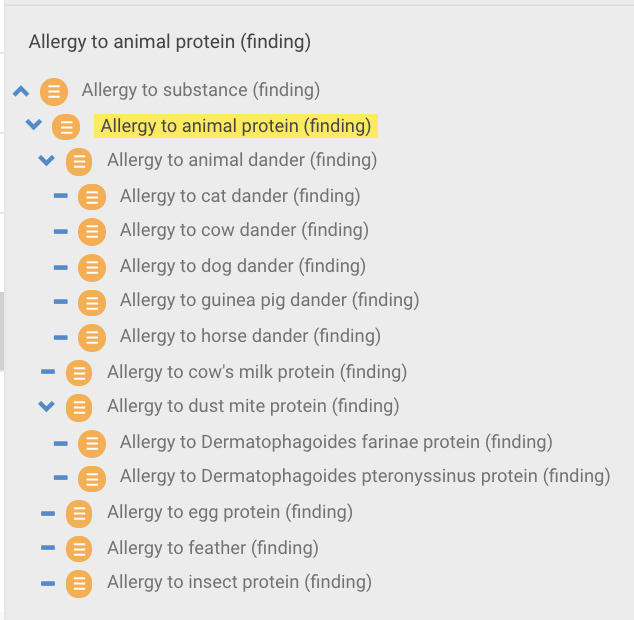 Allergy to animal protein (finding)
Allergy to substance (finding)
Allergy to animal protein (finding)
Allergy to animal dander (finding)
Allergy to cat dander (finding)
Allergy to cow dander (finding)
Allergy to dog dander (finding)
Allergy to guinea pig dander (finding)
Allergy to horse dander (finding)
Allergy to cow's milk protein (finding)
Allergy to dust mite protein (finding)
Allergy to Dermatophagoides farinae protein (finding)
Allergy to Dermatophagoides pteronyssinus protein (finding)
Allergy to egg protein (finding)
Allergy to feather (finding)
Allergy to insect protein (finding)